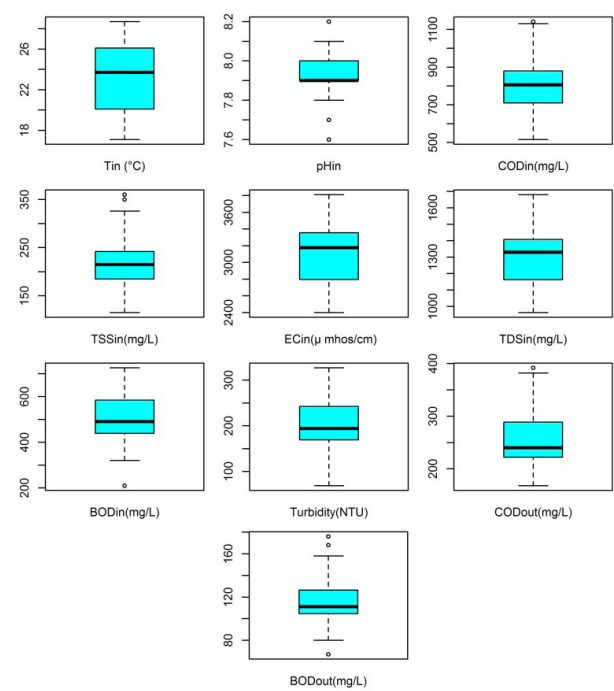 18 22 26
Tin (°C)
7.6 7.8 8.0 8.2
pHin
500 700 900 1100
CODin(mg/L)
150 250 350
TSSin(mg/L)
2400 3000 3600
ECin(μ mhos/cm)
1000 1300 1600
TDSin(mg/L)
200 400 600
BODin(mg/L)
100 200 300
Turbidity(NTU)
200 300 400
CODout(mg/L)
80 120 160
BODout(mg/L)